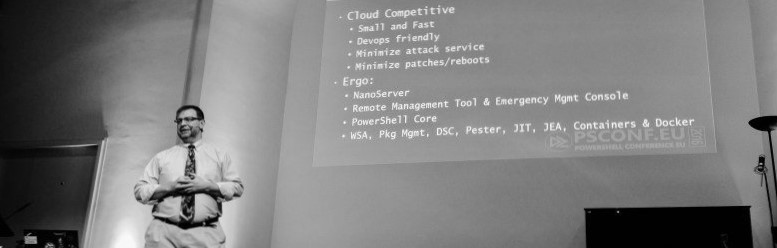 • Cloud Competitive
• Small and Fast
• Devops friendly
• Minimize attack service
• Minimize patches/reboots
• Ergo:
• NanoServer
• Remote Management Tool & Emergency Mgmt Console
• PowerShell Core
• WSA, Pkg Mgmt, DSC, Pester, JIT, JEA, Containers & Docker
PSCONF.EU
POWERSHELL CONFERENCE EU